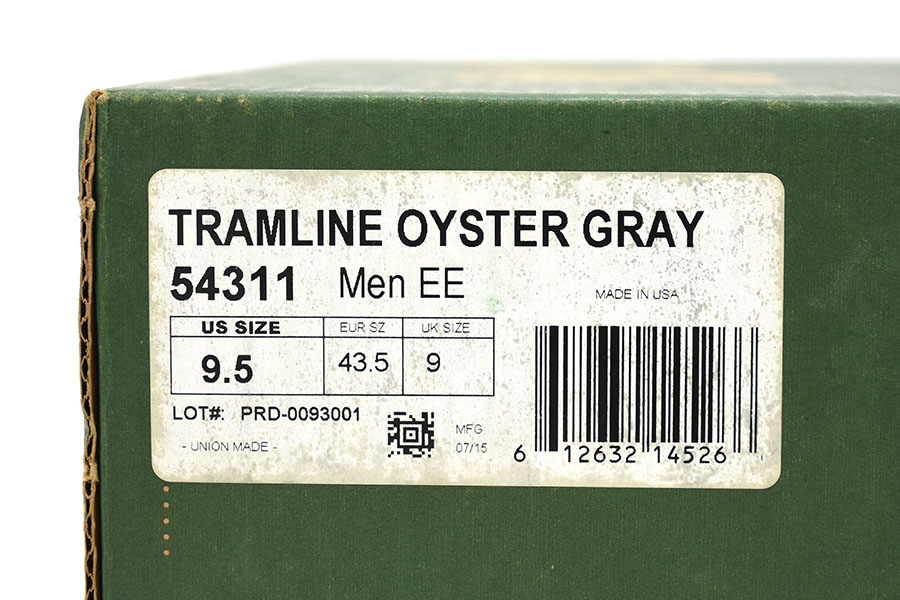 TRAMLINE OYSTER GRAY
54311 Men EE
MADE IN USA
US SIZE EUR SZ UK SIZE
9.5 43.5 9
LOT#: PRD-0093001
- UNION MADE -
MFG
07/15
6 12632 14526